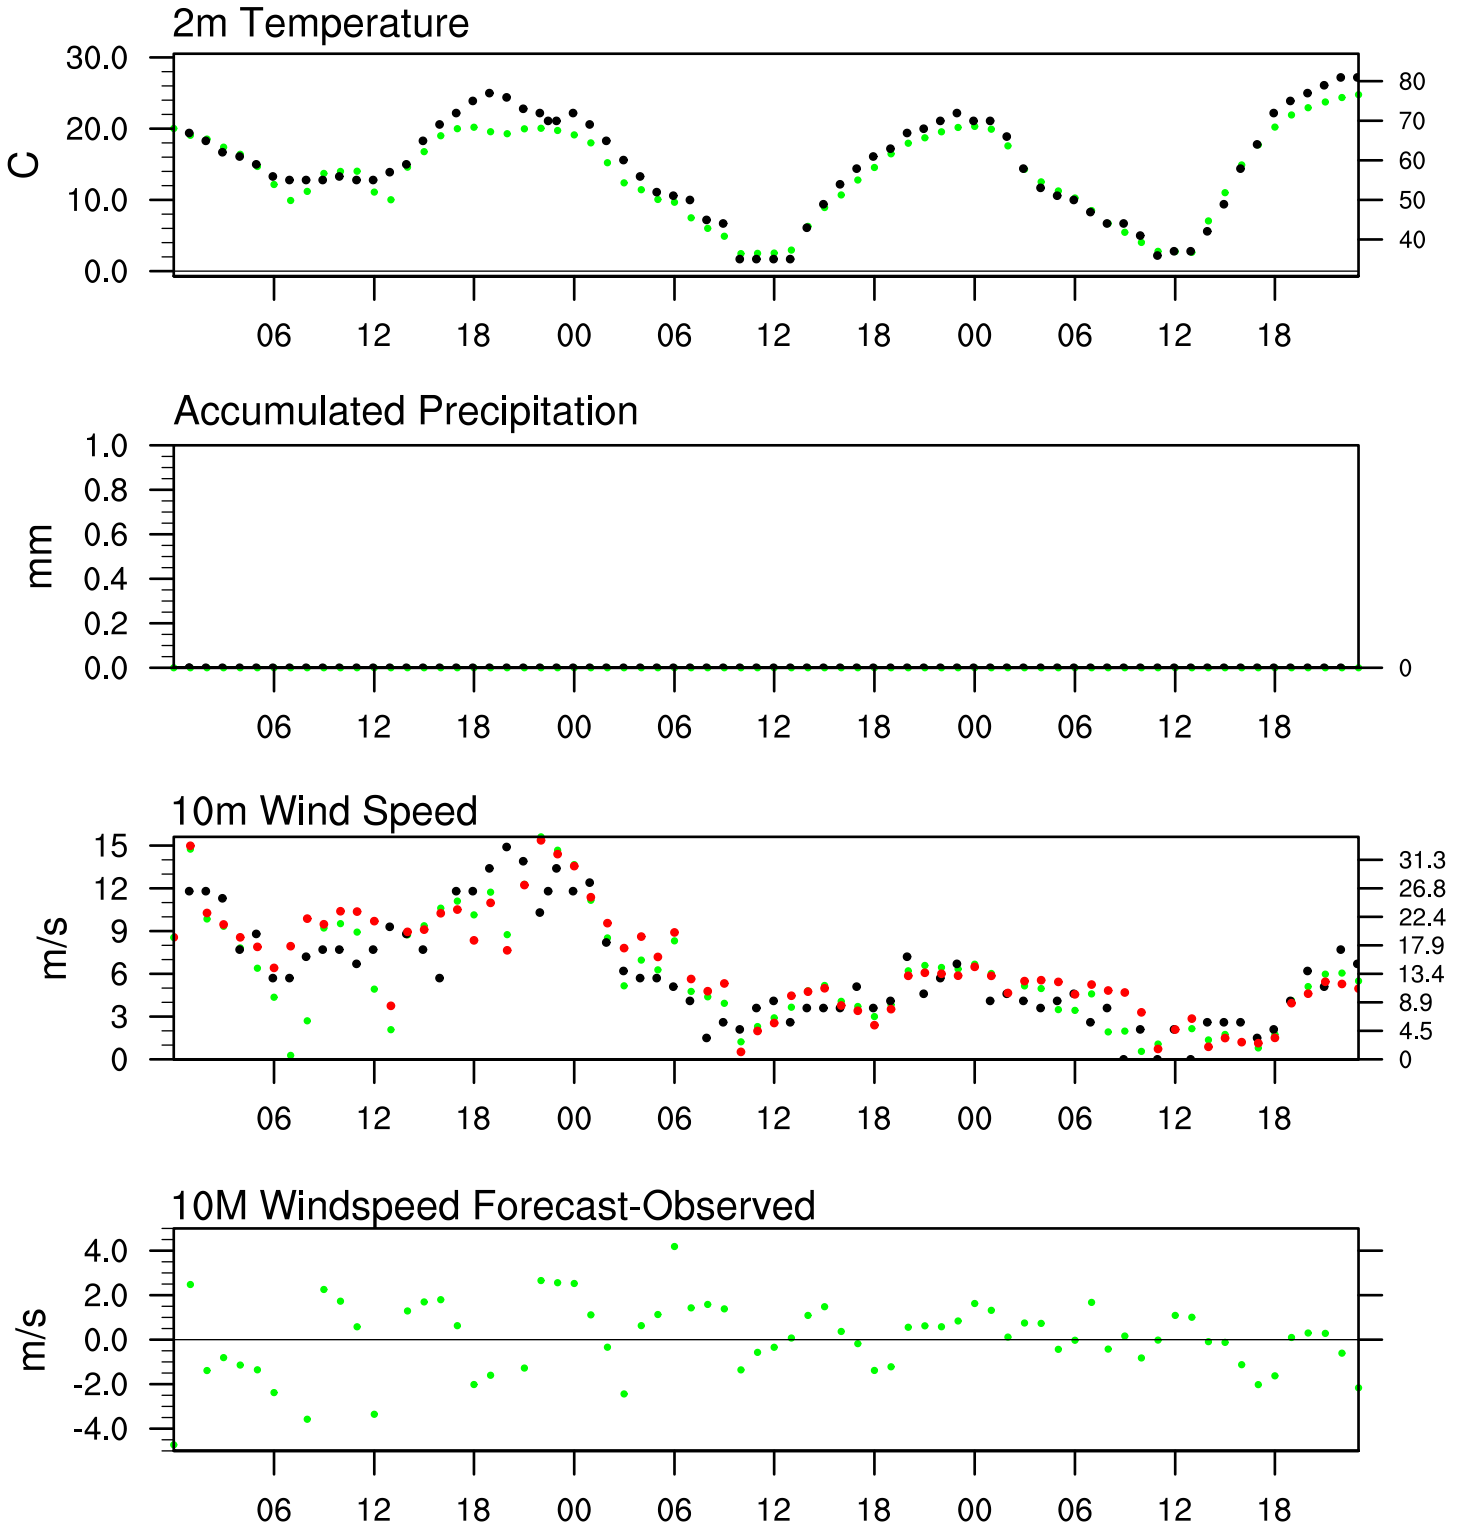 2m Temperature
30.0
20.0
10.0
0.0
C
80
70
60
50
40
06 12 18 00 06 12 18 00 06 12 18
Accumulated Precipitation
1.0
0.8
0.6
0.4
0.2
0.0
mm
0
06 12 18 00 06 12 18 00 06 12 18
10m Wind Speed
15
12
9
6
3
0
m/s
31.3
26.8
22.4
17.9
13.4
8.9
4.5
0
06 12 18 00 06 12 18 00 06 12 18
10M Windspeed Forecast-Observed
4.0
2.0
0.0
-2.0
-4.0
m/s
06 12 18 00 06 12 18 00 06 12 18